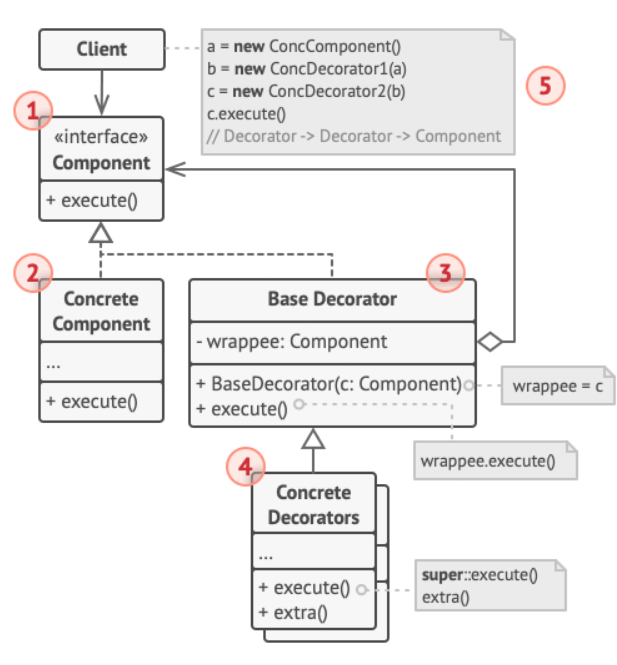 Client
a = new ConcComponent()
b = new ConcDecorator1(a)
c = new ConcDecorator2(b)
c.execute()
// Decorator -> Decorator -> Component
5
1
«interface»
Component
+ execute()
2
Concrete
Component
...
+ execute()
3
Base Decorator
- wrappee: Component
+ BaseDecorator(c: Component)
+ execute()
wrappee = c
wrappee.execute()
4
Concrete
Decorators
...
+ execute()
+ extra()
super::execute()
extra()